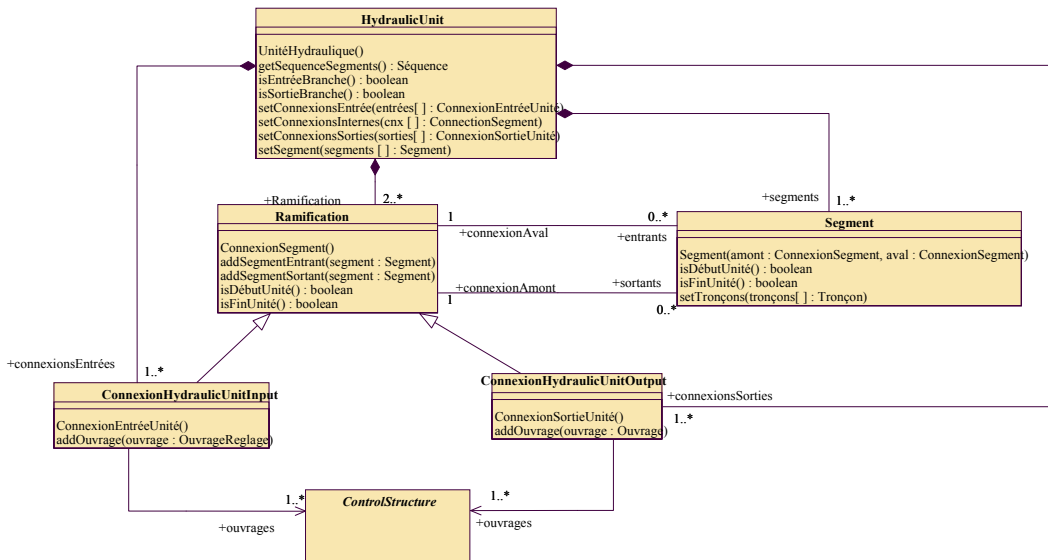 HydraulicUnit
UnitéHydraulique()
getSequenceSegments() : Séquence
isEntréeBranche() : boolean
isSortieBranche() : boolean
setConnexionsEntrée(entrées[ ] : ConnexionEntréeUnité)
setConnexionsInternes(cnx [ ] : ConnectionSegment)
setConnexionsSorties(sorties[ ] : ConnexionSortieUnité)
setSegment(segments [ ] : Segment)
+Ramification
2..*
+segments
1..*
Ramification
ConnexionSegment()
addSegmentEntrant(segment : Segment)
addSegmentSortant(segment : Segment)
isDébutUnité() : boolean
isFinUnité() : boolean
1
+connexionAval
0..*
+entrants
+connexionAmont
1
+sortants
0..*
Segment
Segment(amont : ConnexionSegment, aval : ConnexionSegment)
isDébutUnité() : boolean
isFinUnité() : boolean
setTronçons(tronçons[ ] : Tronçon)
+connexionsEntrées
1..*
ConnexionHydraulicUnitInput
ConnexionEntréeUnité()
addOuvrage(ouvrage : OuvrageReglage)
ConnexionHydraulicUnitOutput
ConnexionSortieUnité()
addOuvrage(ouvrage : Ouvrage)
+connexionsSorties
1..*
1..*
+ouvrages
ControlStructure
1..*
+ouvrages